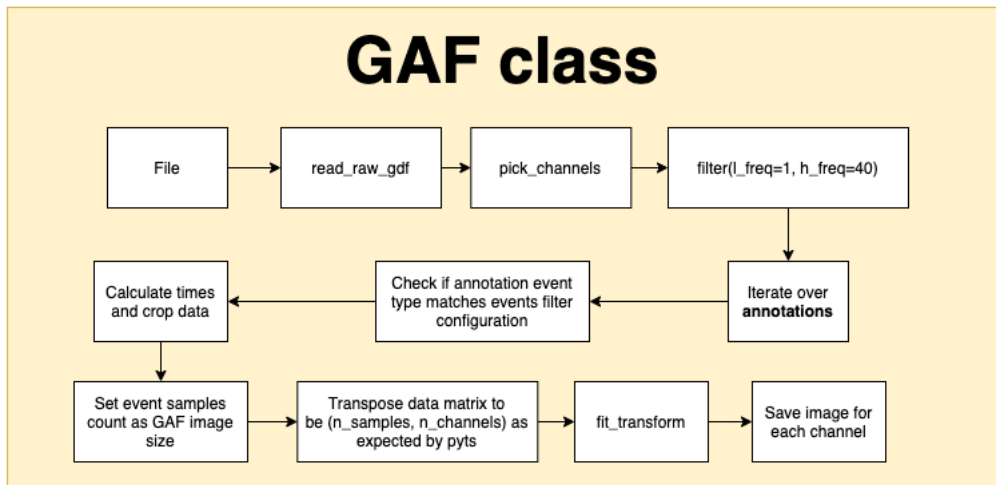 GAF class
File
read_raw_gdf
pick_channels
filter(l_freq=1, h_freq=40)
Iterate over
annotations
Check if annotation event
type matches events filter
configuration
Calculate times
and crop data
Set event samples
count as GAF image
size
Transpose data matrix to
be (n_samples, n_channels) as
expected by pyts
fit_transform
Save image for
each channel